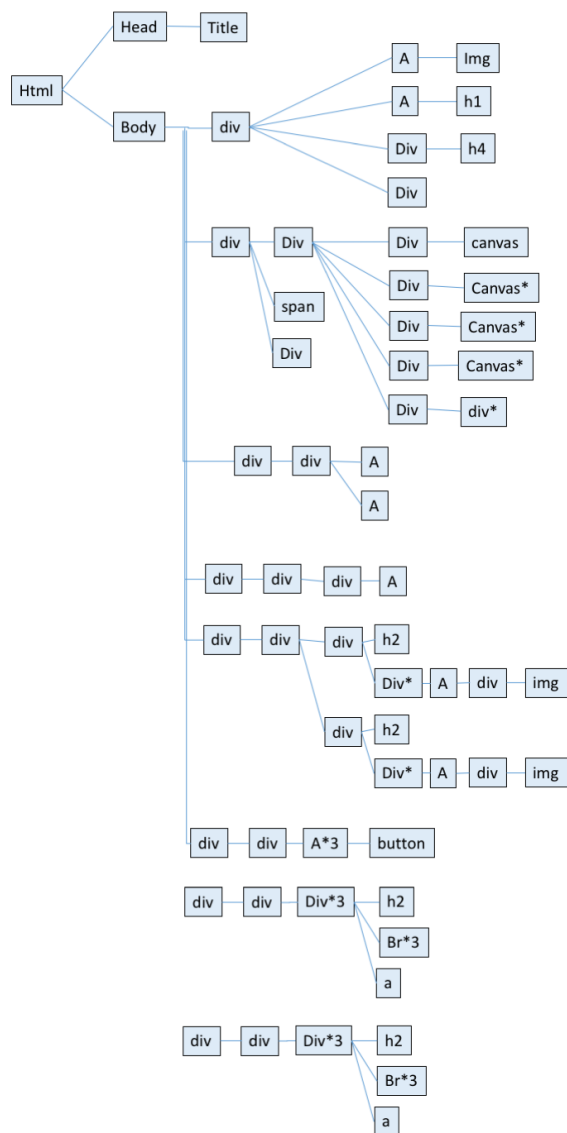 Head Title
Html
A Img
A h1
Body div
Div h4
Div
div Div Div canvas
Div Canvas*
span
Div Canvas*
Div
Div Canvas*
Div div*
div div A
A
div div div A
div div div h2
Div* A div img
div h2
Div* A div img
div div A*3 button
div div Div*3 h2
Br*3
a
div div Div*3 h2
Br*3
a